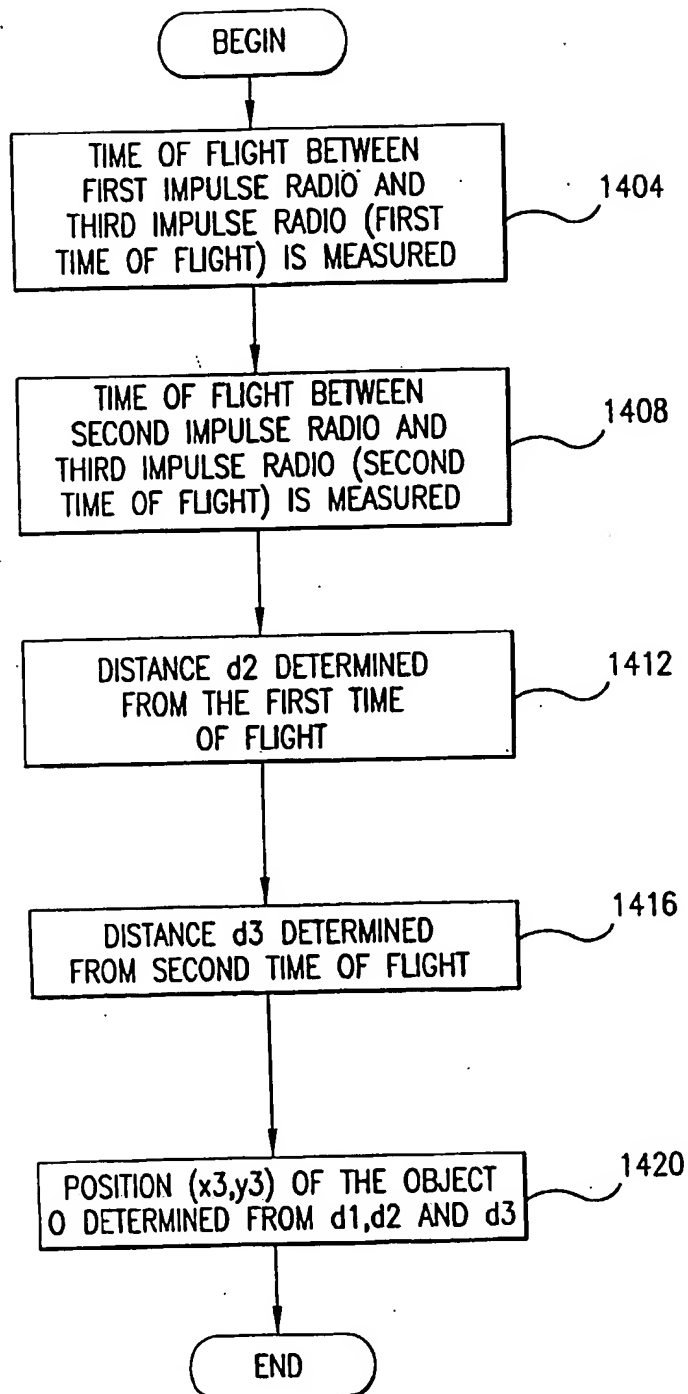 BEGIN
TIME OF FLIGHT BETWEEN
FIRST IMPULSE RADIO AND
THIRD IMPULSE RADIO (FIRST
TIME OF FLIGHT) IS MEASURED
1404
TIME OF FLIGHT BETWEEN
SECOND IMPULSE RADIO AND
THIRD IMPULSE RADIO (SECOND
TIME OF FLIGHT) IS MEASURED
1408
DISTANCE d2 DETERMINED
FROM THE FIRST TIME
OF FLIGHT
1412
DISTANCE d3 DETERMINED
FROM SECOND TIME OF FLIGHT
1416
POSITION (x3,y3) OF THE OBJECT
O DETERMINED FROM d1,d2 AND d3
1420
END